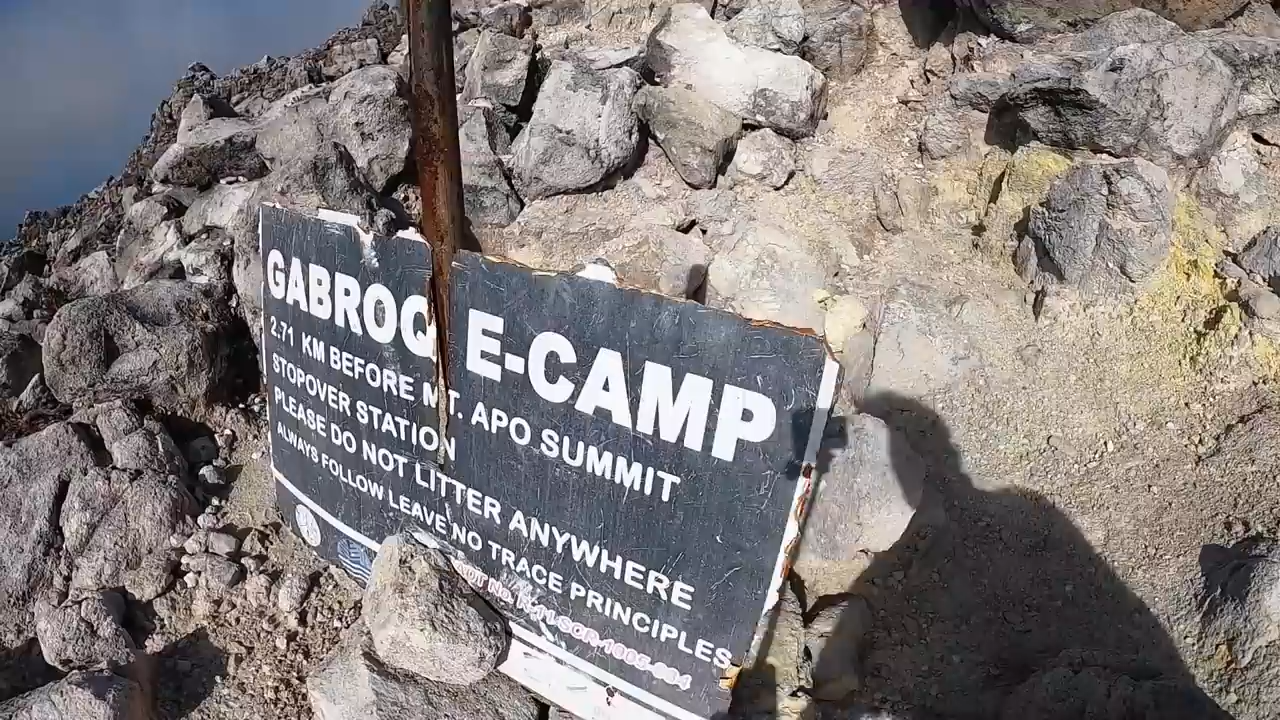 GABROQ E-CAMP
2.71 KM BEFORE MT. APO SUMMIT
STOPOVER STATION
PLEASE DO NOT LITTER ANYWHERE
ALWAYS FOLLOW LEAVE NO TRACE PRINCIPLES